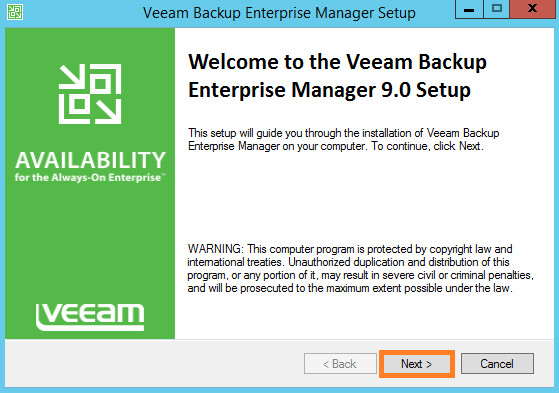 Veeam Backup Enterprise Manager Setup
Welcome to the Veeam Backup
Enterprise Manager 9.0 Setup
This setup will guide you through the installation of Veeam Backup
Enterprise Manager on your computer. To continue, click Next.
AVAILABILITY
for the Always-On Enterprise™
WARNING: This computer program is protected by copyright law and
international treaties. Unauthorized duplication and distribution of this
program, or any portion of it, may result in severe civil or criminal penalties,
and will be prosecuted to the maximum extent possible under the law.
veeam
< Back
Next >
Cancel